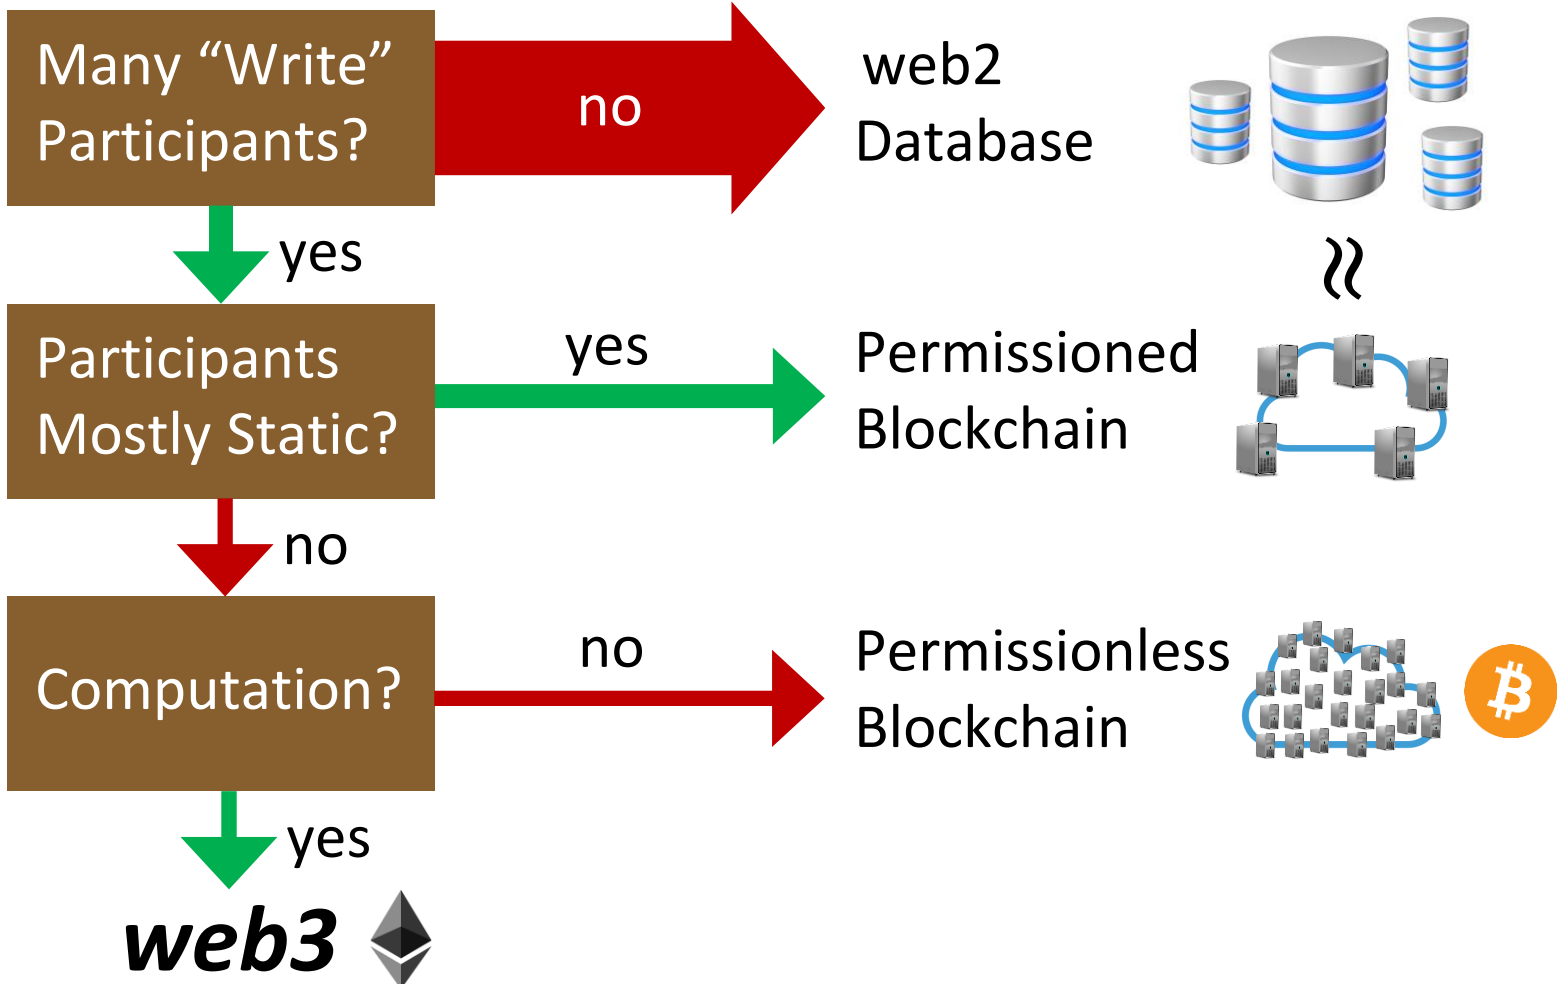 Many “Write”
Participants?
no
web2
Database
yes
≈
Participants
Mostly Static?
yes
Permissioned
Blockchain
no
Computation?
no
Permissionless
Blockchain
yes
web3